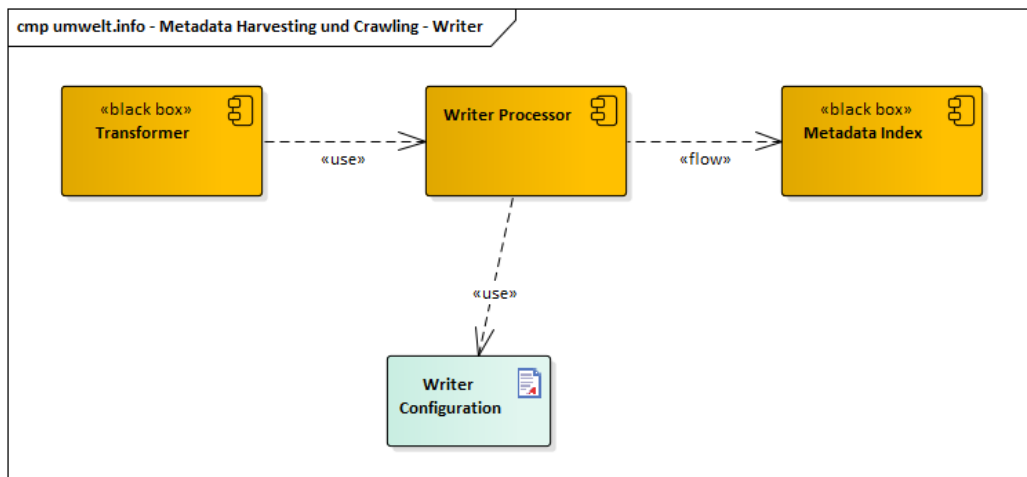 cmp umwelt.info - Metadata Harvesting und Crawling - Writer
«black box»
Transformer
«use»
Writer Processor
«flow»
«black box»
Metadata Index
«use»
Writer
Configuration